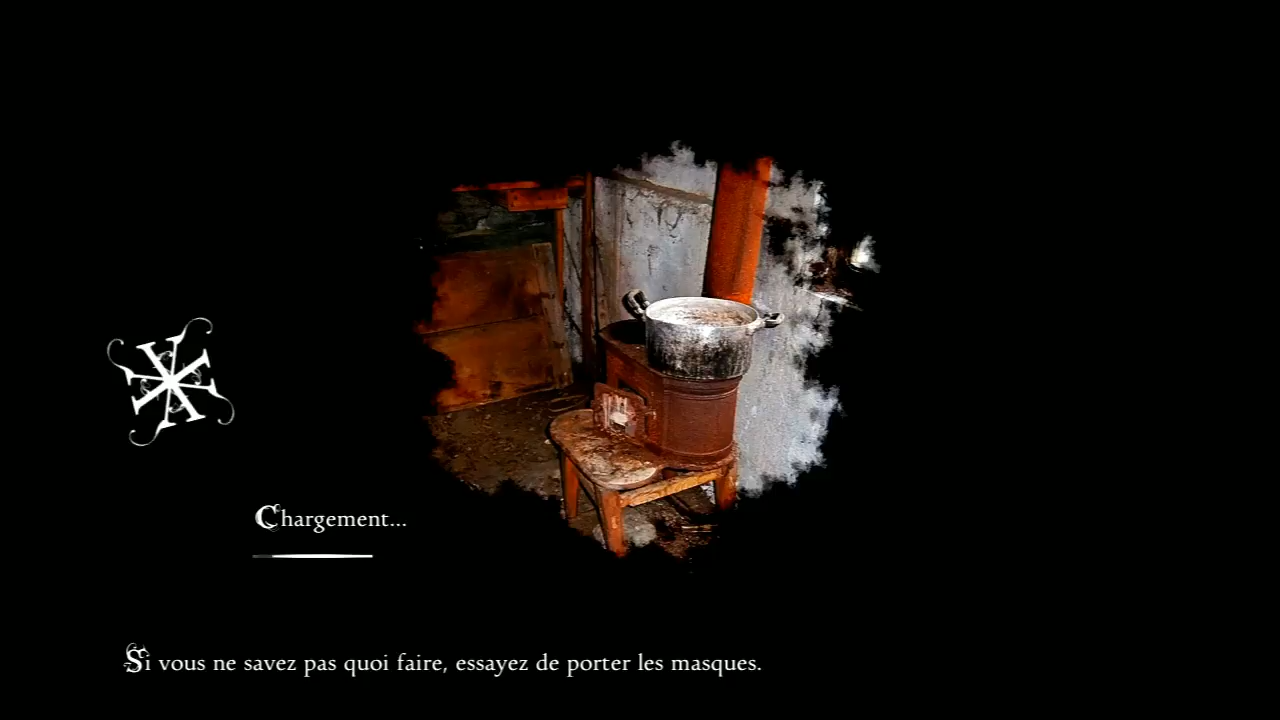 Chargement...
Si vous ne savez pas quoi faire, essayez de porter les masques.